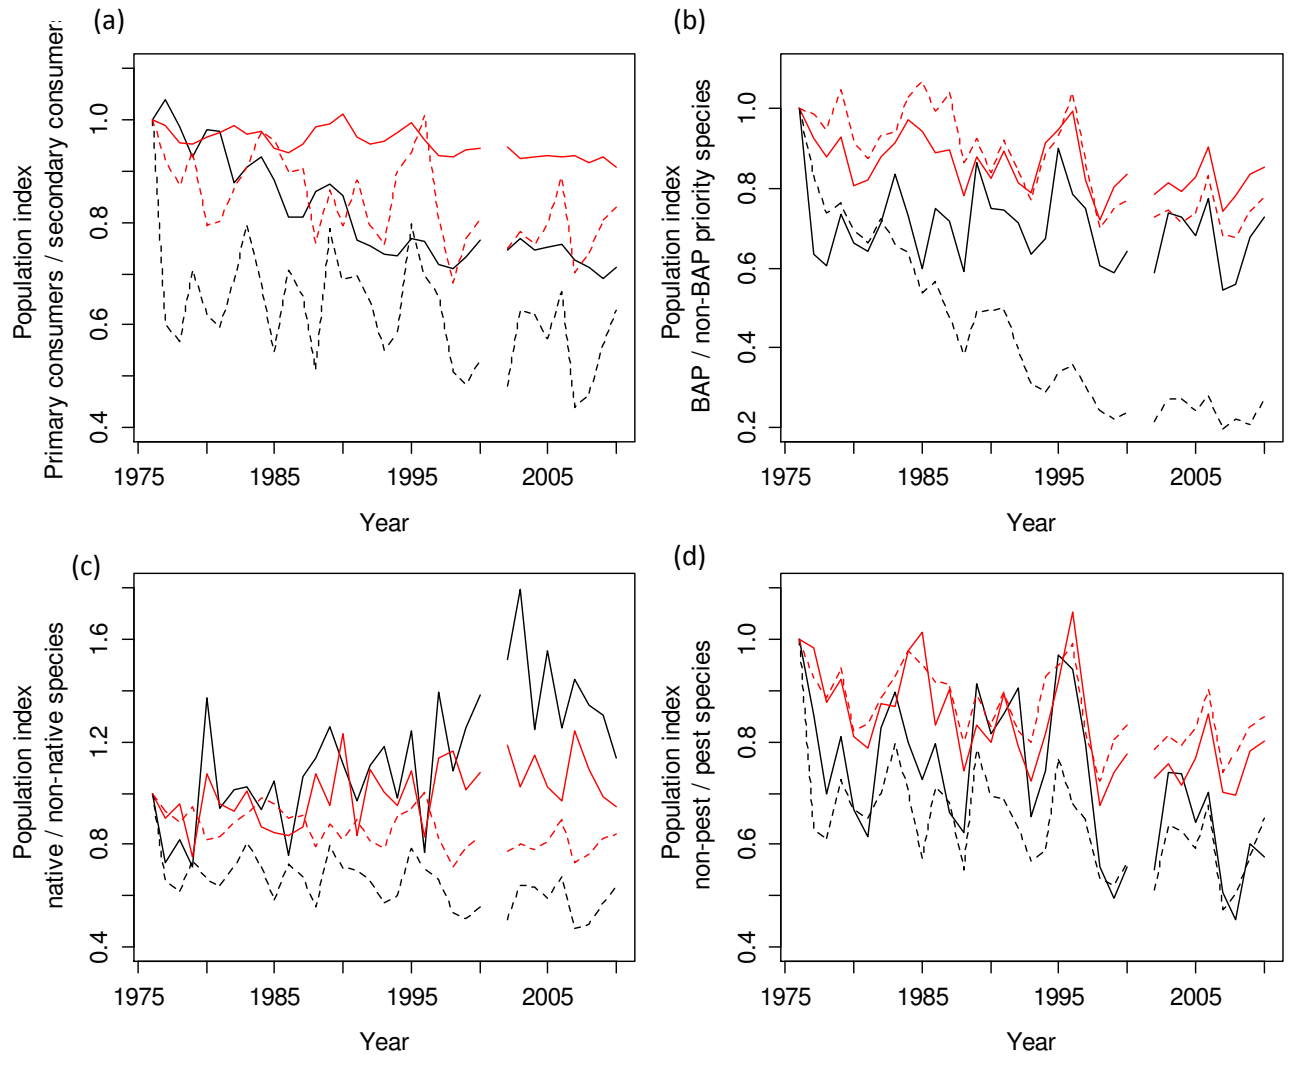 (a)
Population index
Primary consumers / secondary consumer
1.0
0.8
0.6
0.4
1975
1985
1995
2005
Year
(b)
Population index
BAP / non-BAP priority species
1.0
0.8
0.6
0.4
0.2
1975
1985
1995
2005
Year
(c)
Population index
native / non-native species
1.6
1.2
0.8
0.4
1975
1985
1995
2005
Year
(d)
Population index
non-pest / pest species
1.0
0.8
0.6
0.4
1975
1985
1995
2005
Year